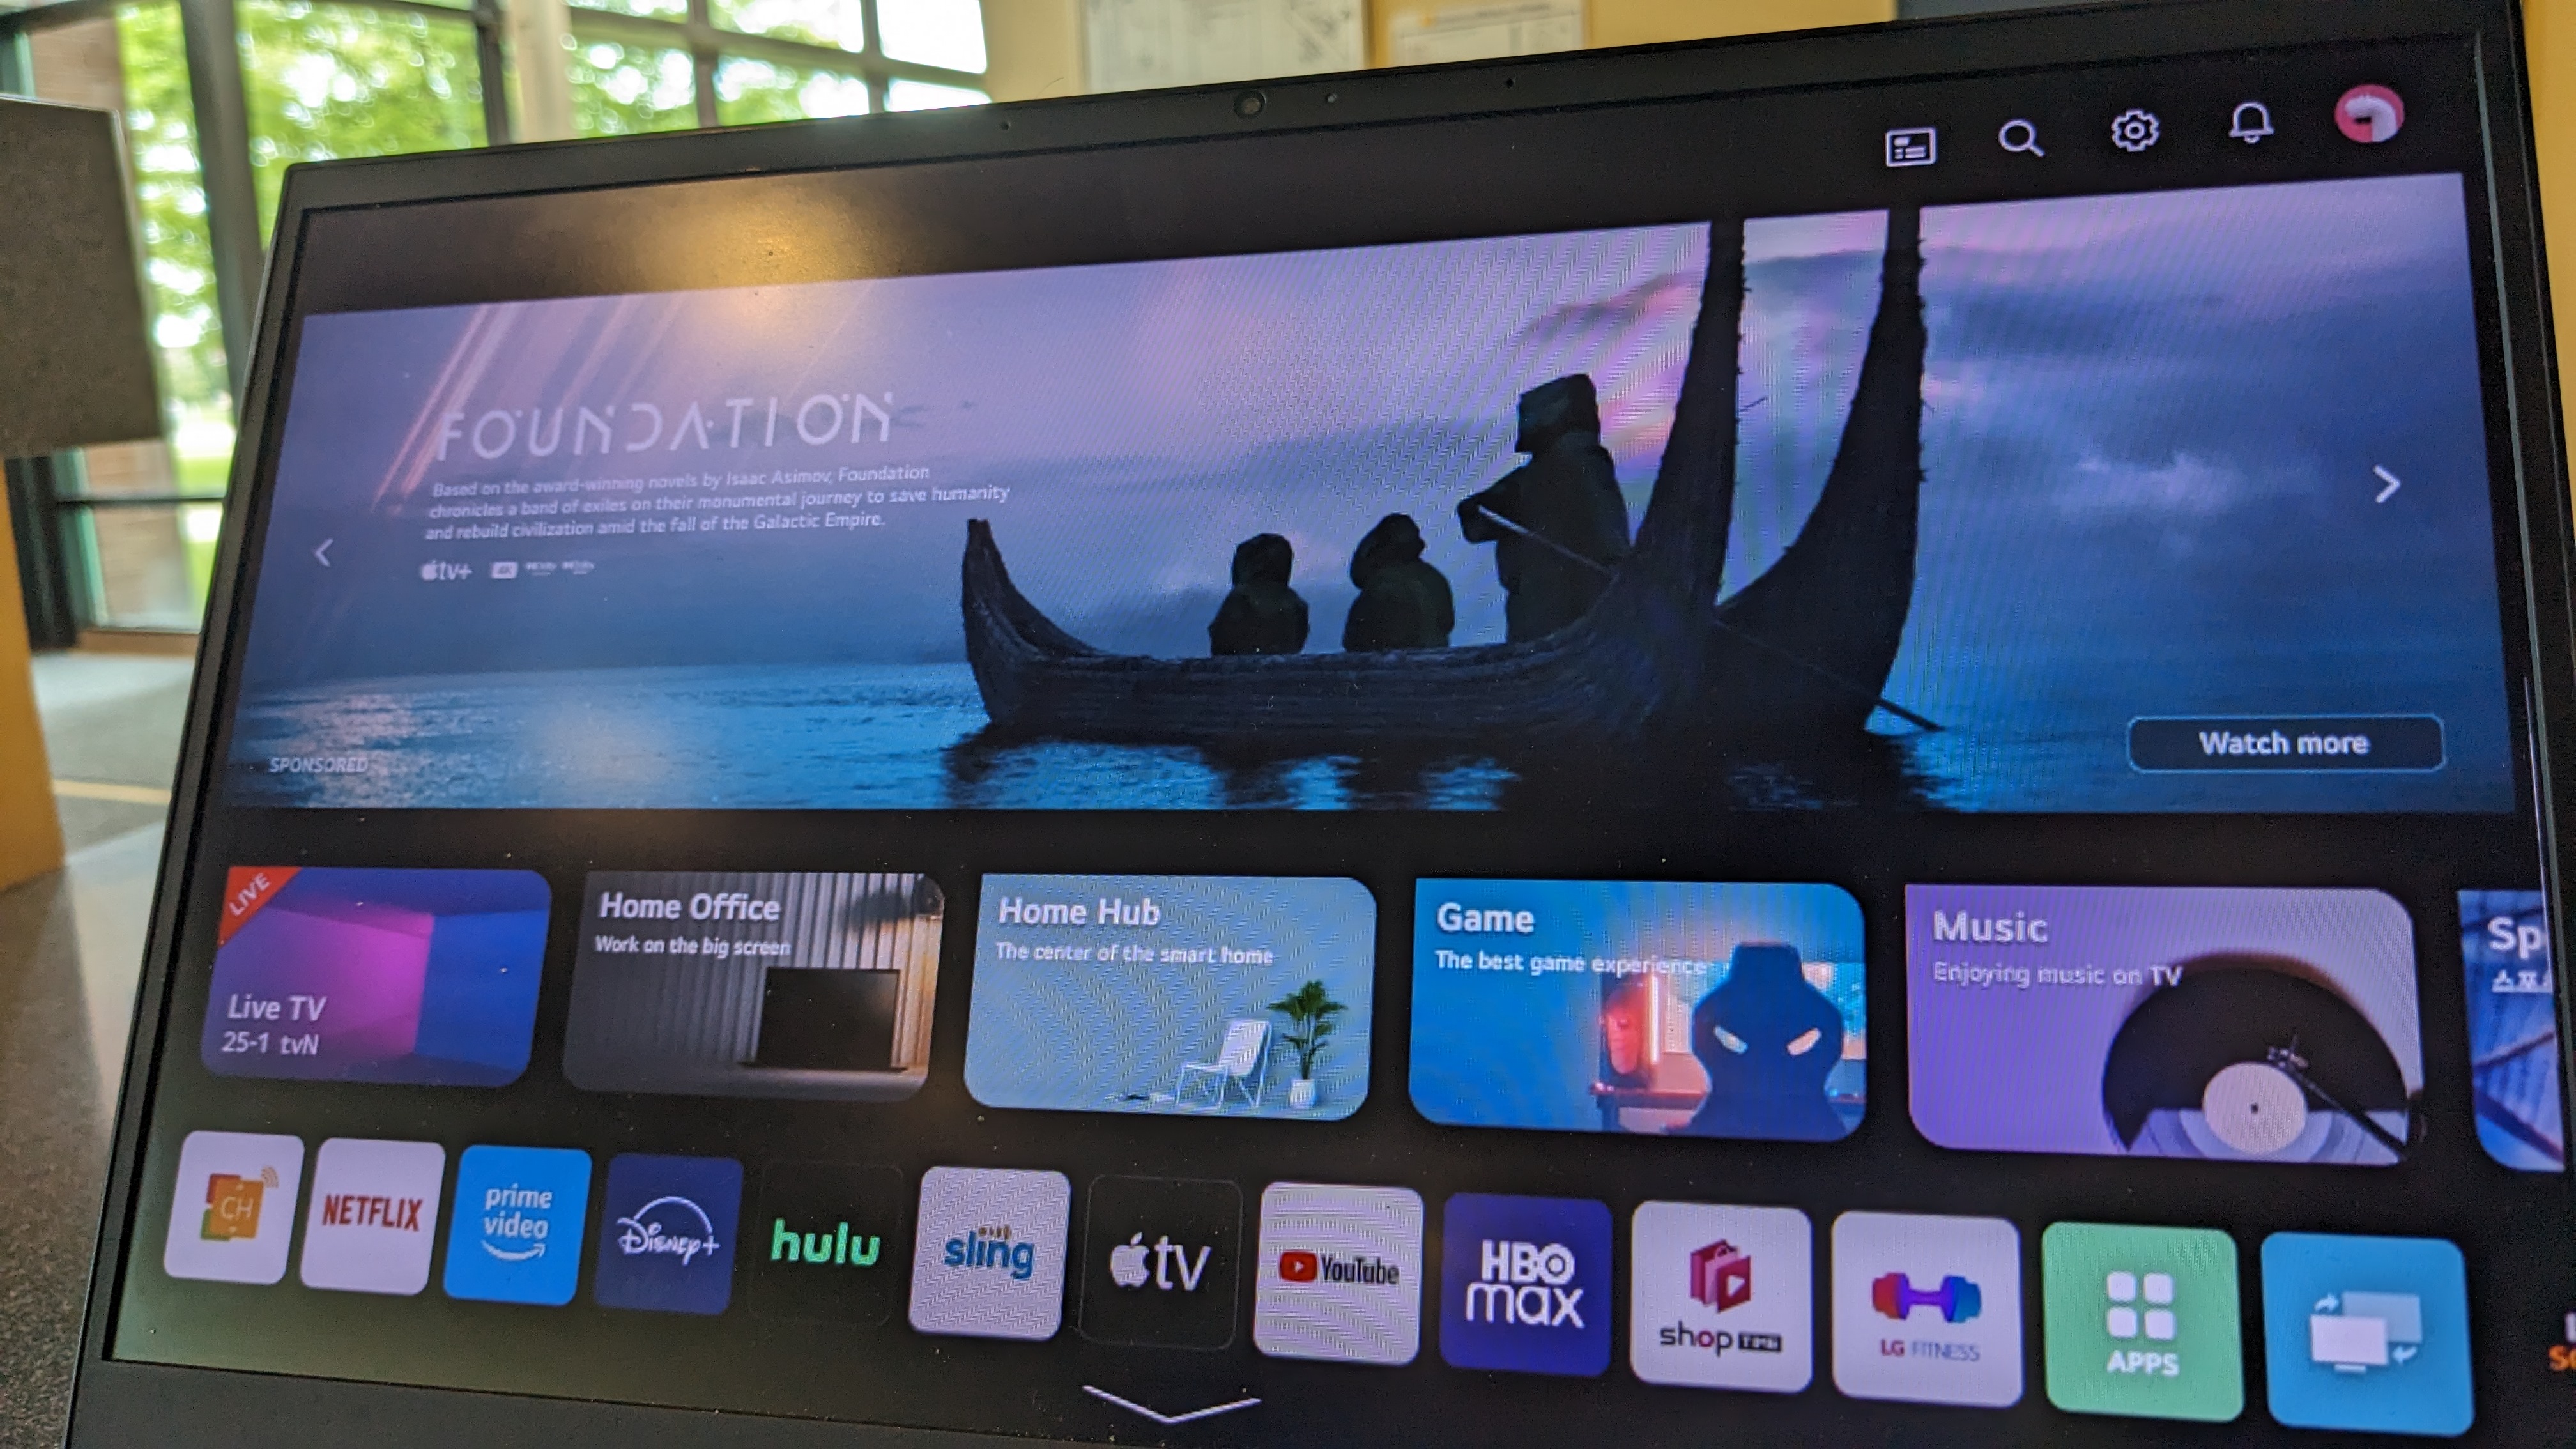 FOUNDATION
Based on the award-winning novels by Isaac Asimov, Foundation
chronicles a band of exiles on their monumental journey to save humanity
and rebuild civilization amid the fall of the Galactic Empire.
tv+ 4K
SPONSORED
Watch more
LIVE
Live TV
25-1 tvN
Home Office
Work on the big screen
Home Hub
The center of the smart home
Game
The best game experience
Music
Enjoying music on TV
Sp
스포
CH
NETFLIX
prime
video
Disney+
hulu
sling
tv
YouTube
HBO
max
shop TIME
LG FITNESS
APPS